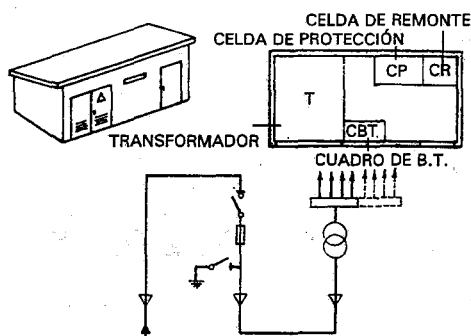 CELDA DE REMONTE
CELDA DE PROTECCIÓN
CP
CR
T
CBT.
TRANSFORMADOR
CUADRO DE B.T.